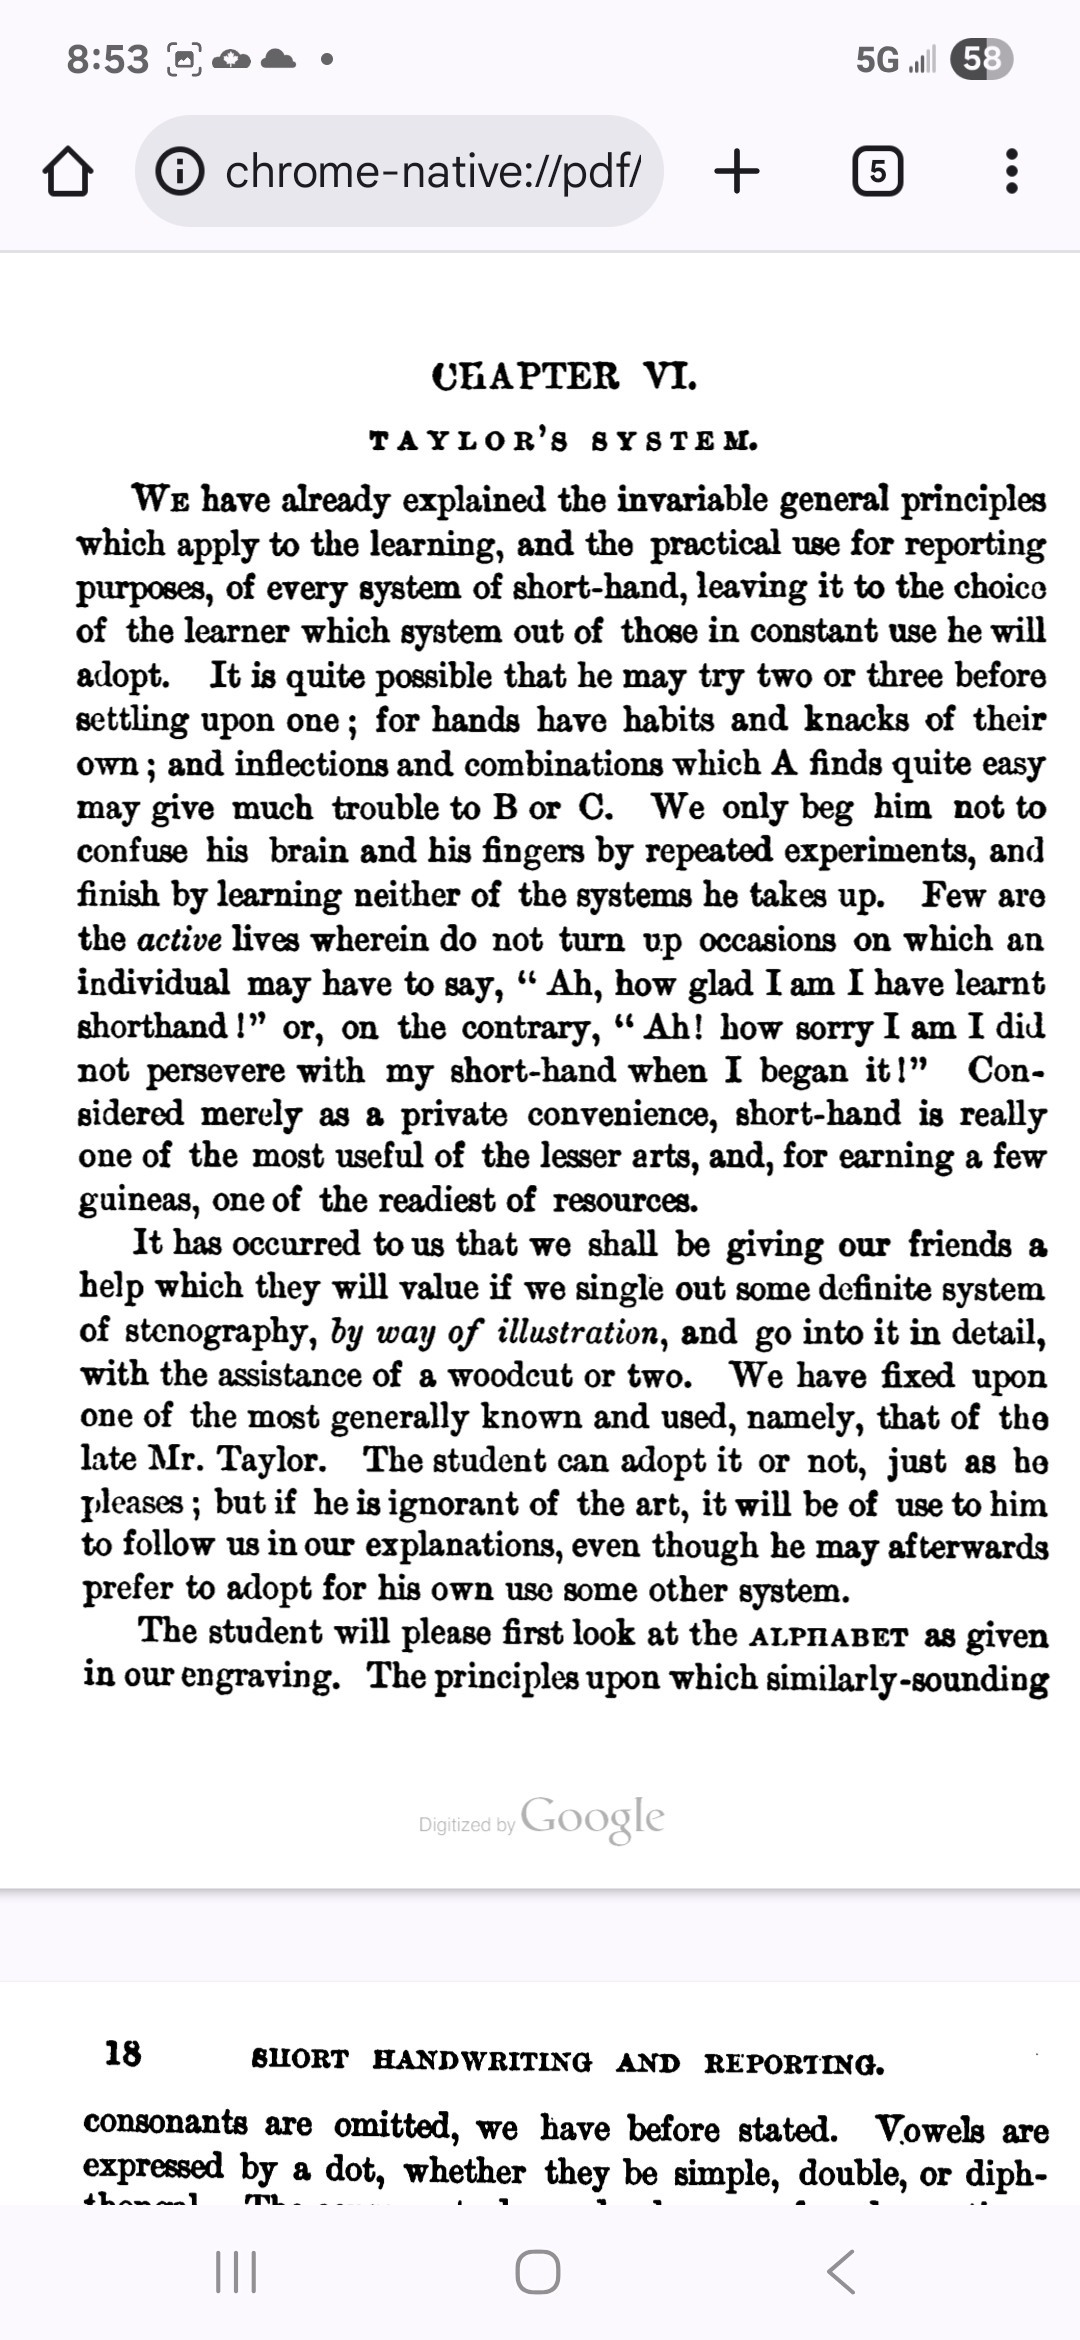 8:53
5G 58
chrome-native://pdf/
5
CHAPTER VI.
TAYLOR'S SYSTEM.
WE have already explained the invariable general principles
which apply to the learning, and the practical use for reporting
purposes, of every system of short-hand, leaving it to the choice
of the learner which system out of those in constant use he will
adopt. It is quite possible that he may try two or three before
settling upon one; for hands have habits and knacks of their
own; and inflections and combinations which A finds quite easy
may give much trouble to B or C. We only beg him not to
confuse his brain and his fingers by repeated experiments, and
finish by learning neither of the systems he takes up. Few are
the active lives wherein do not turn up occasions on which an
individual may have to say, “Ah, how glad I am I have learnt
shorthand!” or, on the contrary, “Ah! how sorry I am I did
not persevere with my short-hand when I began it!” Con-
sidered merely as a private convenience, short-hand is really
one of the most useful of the lesser arts, and, for earning a few
guineas, one of the readiest of resources.
It has occurred to us that we shall be giving our friends a
help which they will value if we single out some definite system
of stenography, by way of illustration, and go into it in detail,
with the assistance of a woodcut or two. We have fixed upon
one of the most generally known and used, namely, that of the
late Mr. Taylor. The student can adopt it or not, just as he
pleases; but if he is ignorant of the art, it will be of use to him
to follow us in our explanations, even though he may afterwards
prefer to adopt for his own use some other system.
The student will please first look at the ALPHABET as given
in our engraving. The principles upon which similarly-sounding
Digitized by Google
18 SHORT HANDWRITING AND REPORTING.
consonants are omitted, we have before stated. Vowels are
expressed by a dot, whether they be simple, double, or diph-